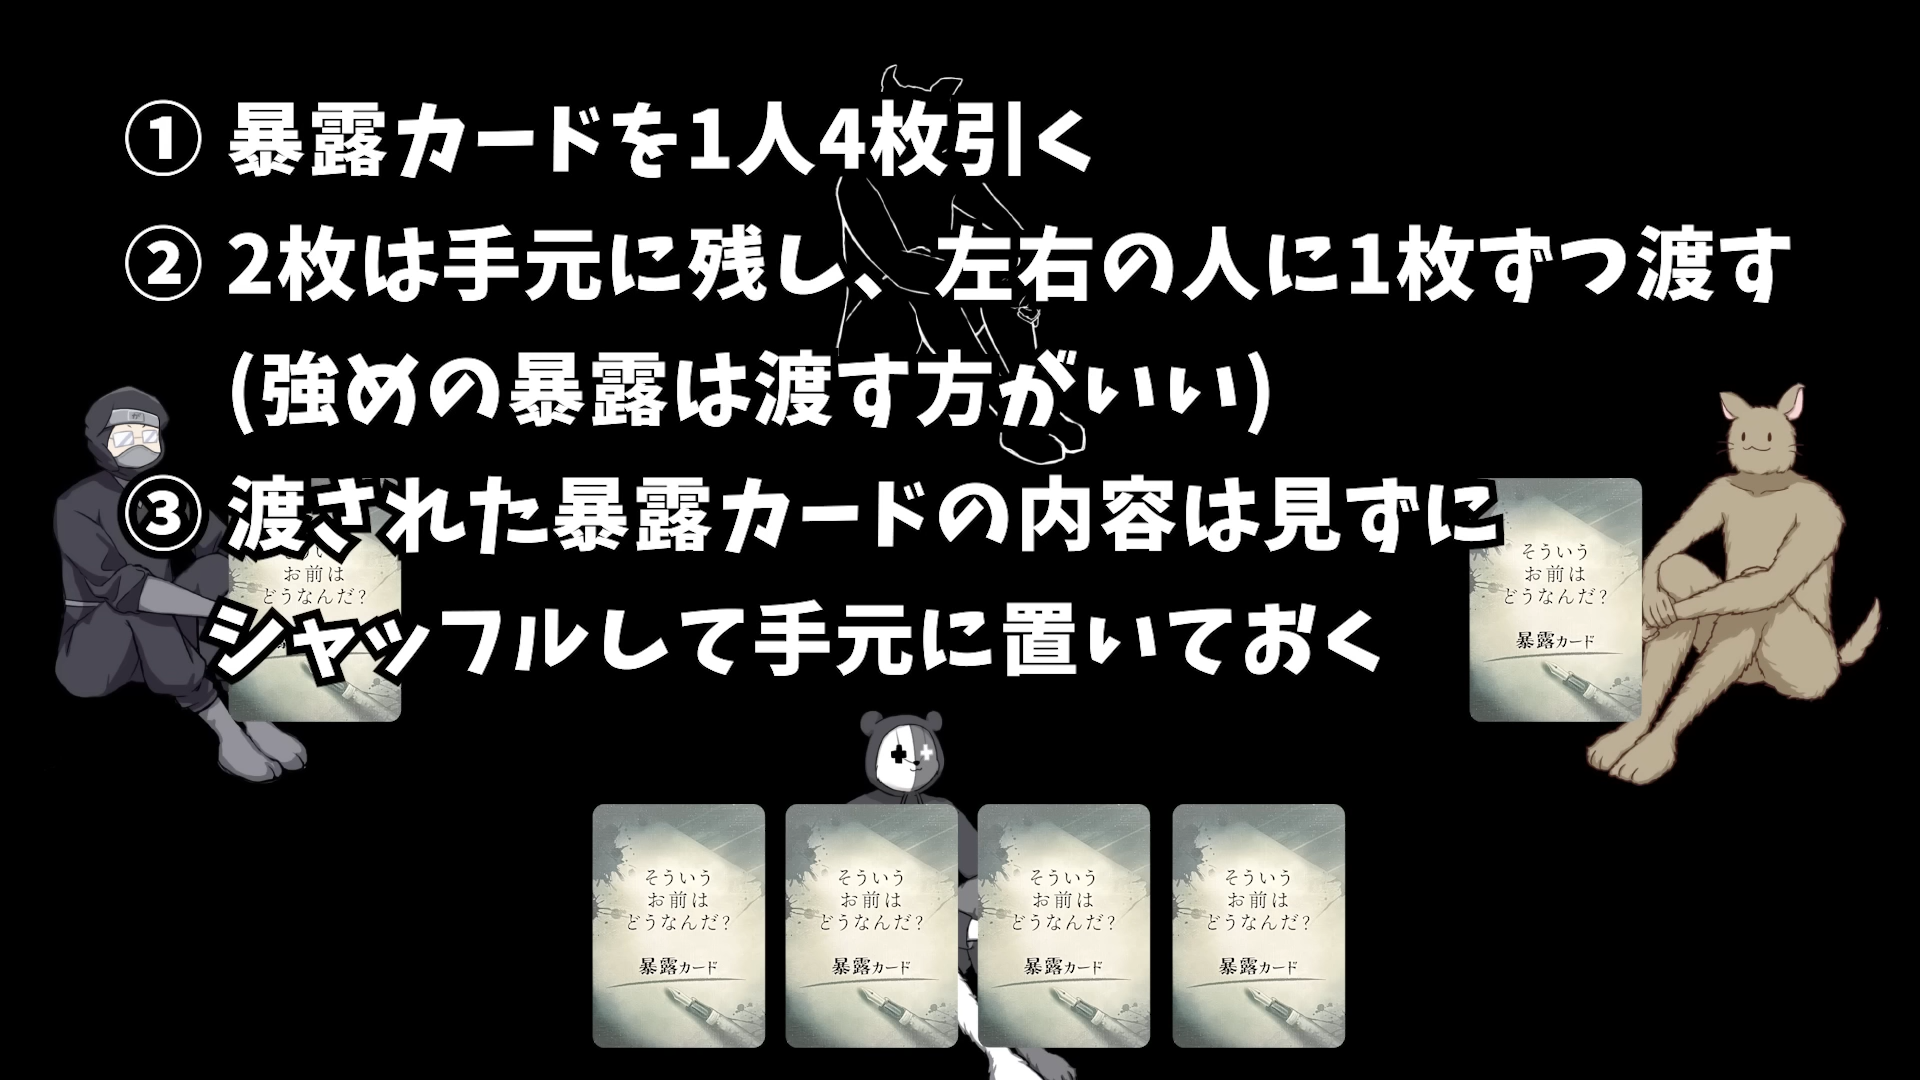 ① 暴露カードを1人4枚引く
② 2枚は手元に残し、左右の人に1枚ずつ渡す
(強めの暴露は渡す方がいい)
③ 渡された暴露カードの内容は見ずに
シャッフルして手元に置いておく
お前は
どうなんだ?
そういう
お前は
どうなんだ?
暴露カード
そういう
お前は
どうなんだ?
暴露カード
そういう
お前は
どうなんだ?
暴露カード
そういう
お前は
どうなんだ?
暴露カード
そういう
お前は
どうなんだ?
暴露カード